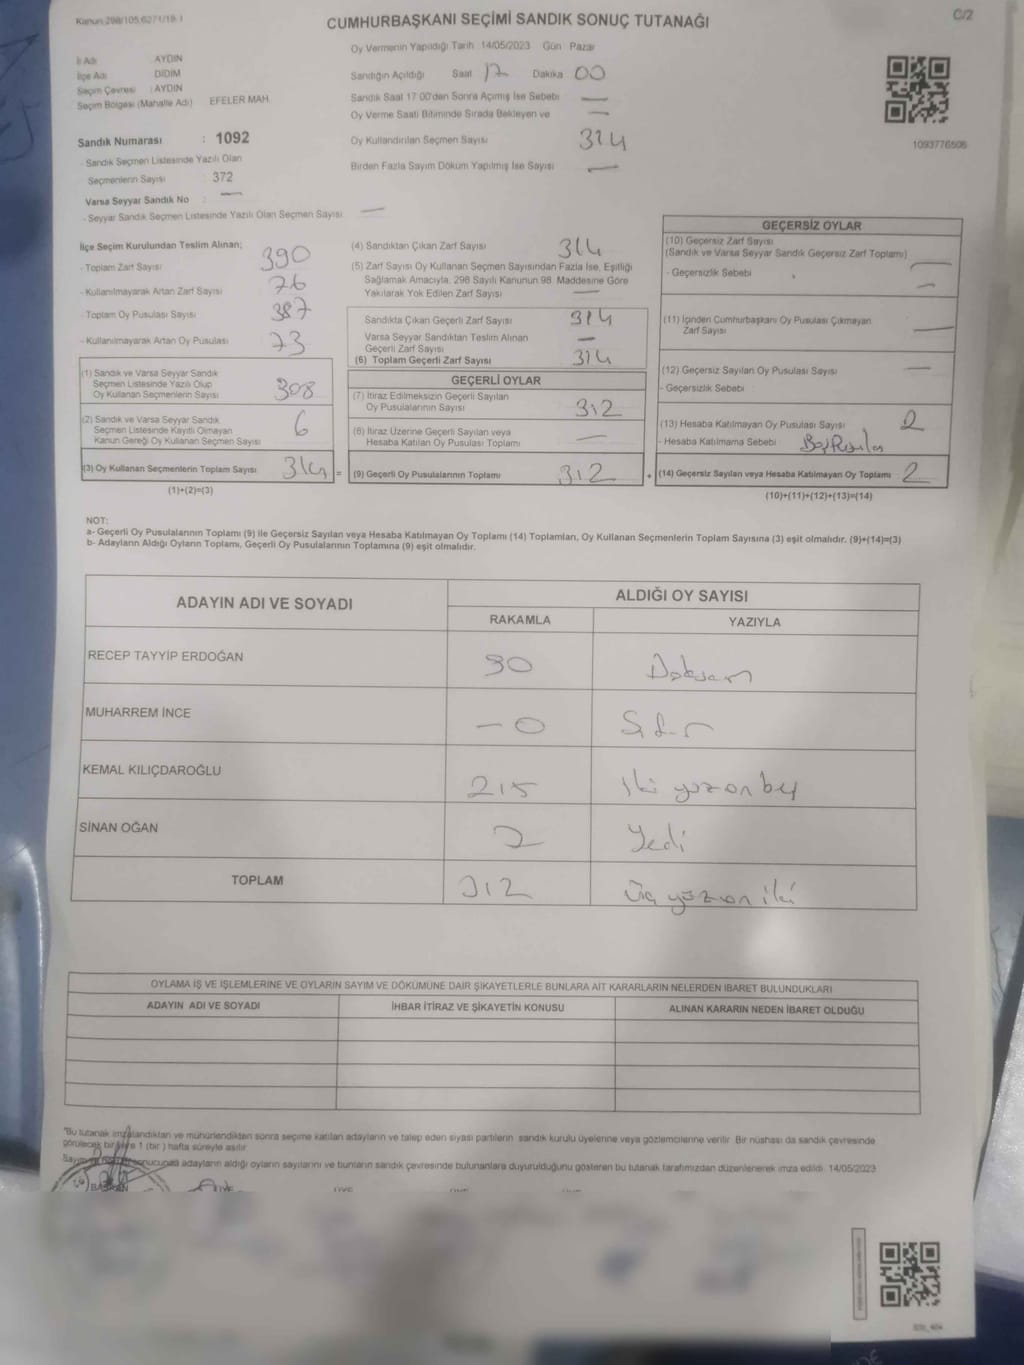 Kanun 298/105,6271/19-1
CUMHURBAŞKANI SEÇİMİ SANDIK SONUÇ TUTANAĞI
C/2
Oy Vermenin Yapıldığı Tarih 14/05/2023 Gün Pazar
İl Adı AYDIN
İlçe Adı DİDİM
Seçim Çevresi : AYDIN
Seçim Bölgesi (Mahalle Adı) EFELER MAH.
Sandığın Açıldığı Saat 17 Dakika 00
Sandık Saat 17:00'den Sonra Açımış İse Sebebi —
Oy Verme Saati Bitiminde Sırada Bekleyen ve —
Oy Kullandırılan Seçmen Sayısı 314
Birden Fazla Sayım Döküm Yapılmış İse Sayısı —
1093776506
Sandık Numarası : 1092
- Sandık Seçmen Listesinde Yazılı Olan
Seçmenlerin Sayısı : 372
Varsa Seyyar Sandık No : —
- Seyyar Sandık Seçmen Listesinde Yazılı Olan Seçmen Sayısı —
İlçe Seçim Kurulundan Teslim Alınan;
- Toplam Zarf Sayısı 390
- Kullanılmayarak Artan Zarf Sayısı 76
- Toplam Oy Pusulası Sayısı 387
- Kullanılmayarak Artan Oy Pusulası 73
(1) Sandık ve Varsa Seyyar Sandık
Seçmen Listesinde Yazılı Olup
Oy Kullanan Seçmenlerin Sayısı 308
(2) Sandık ve Varsa Seyyar Sandık
Seçmen Listesinde Kayıtlı Olmayan
Kanun Gereği Oy Kullanan Seçmen Sayısı 6
(3) Oy Kullanan Seçmenlerin Toplam Sayısı 314 =
(1)+(2)=(3)
(4) Sandıktan Çıkan Zarf Sayısı 314
(5) Zarf Sayısı Oy Kullanan Seçmen Sayısından Fazla İse, Eşitliği
Sağlamak Amacıyla, 298 Sayılı Kanunun 98. Maddesine Göre
Yakılarak Yok Edilen Zarf Sayısı —
Sandıkta Çıkan Geçerli Zarf Sayısı 314
Varsa Seyyar Sandıktan Teslim Alınan
Geçerli Zarf Sayısı —
(6) Toplam Geçerli Zarf Sayısı 314
GEÇERLİ OYLAR
(7) İtiraz Edilmeksizin Geçerli Sayılan
Oy Pusulalarının Sayısı 312
(8) İtiraz Üzerine Geçerli Sayılan veya
Hesaba Katılan Oy Pusulası Toplamı —
(9) Geçerli Oy Pusulalarının Toplamı 312 +
GEÇERSİZ OYLAR
(10) Geçersiz Zarf Sayısı
(Sandık ve Varsa Seyyar Sandık Geçersiz Zarf Toplamı) —
- Geçersizlik Sebebi —
(11) İçinden Cumhurbaşkanı Oy Pusulası Çıkmayan
Zarf Sayısı —
(12) Geçersiz Sayılan Oy Pusulası Sayısı —
- Geçersizlik Sebebi
(13) Hesaba Katılmayan Oy Pusulası Sayısı 2
- Hesaba Katılmama Sebebi
(14) Geçersiz Sayılan veya Hesaba Katılmayan Oy Toplamı 2
(10)+(11)+(12)+(13)=(14)
NOT:
a- Geçerli Oy Pusulalarının Toplamı (9) ile Geçersiz Sayılan veya Hesaba Katılmayan Oy Toplamı (14) Toplamları, Oy Kullanan Seçmenlerin Toplam Sayısına (3) eşit olmalıdır. (9)+(14)=(3)
b- Adayların Aldığı Oyların Toplamı, Geçerli Oy Pusulalarının Toplamına (9) eşit olmalıdır.
ADAYIN ADI VE SOYADI
ALDIĞI OY SAYISI
RAKAMLA YAZIYLA
RECEP TAYYİP ERDOĞAN 90 Doksan
MUHARREM İNCE — 0 Sıfır
KEMAL KILIÇDAROĞLU 215 İki yüz on beş
SİNAN OĞAN 7 Yedi
TOPLAM 312 Üç yüz on iki
OYLAMA İŞ VE İŞLEMLERİNE VE OYLARIN SAYIM VE DÖKÜMÜNE DAİR ŞİKAYETLERLE BUNLARA AİT KARARLARIN NELERDEN İBARET BULUNDUKLARI
ADAYIN ADI VE SOYADI İHBAR İTİRAZ VE ŞİKAYETİN KONUSU ALINAN KARARIN NEDEN İBARET OLDUĞU
"Bu tutanak imzalandıktan ve mühürlendikten sonra seçime katılan adayların ve talep eden siyasi partilerin sandık kurulu üyelerine veya gözlemcilerine verilir. Bir nüshası da sandık çevresinde
görülecek bir yere 1 (bir) hafta süreyle asılır.
Sayım ve sonucunda adayların aldığı oyların sayılarını ve bunların sandık çevresinde bulunanlara duyurulduğunu gösteren bu tutanak tarafımızdan düzenlenerek imza edildi. 14/05/2023
BAŞKAN ÜYE ÜYE ÜYE ÜYE